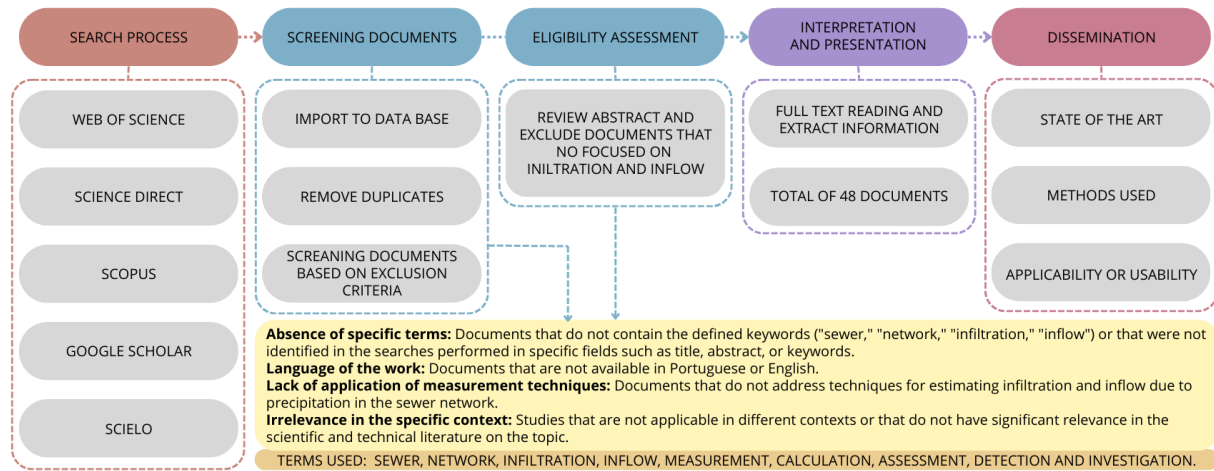 SEARCH PROCESS
SCREENING DOCUMENTS
ELIGIBILITY ASSESSMENT
INTERPRETATION
AND PRESENTATION
DISSEMINATION
WEB OF SCIENCE
SCIENCE DIRECT
SCOPUS
GOOGLE SCHOLAR
SCIELO
IMPORT TO DATA BASE
REMOVE DUPLICATES
SCREANING DOCUMENTS
BASED ON EXCLUSION
CRITERIA
REVIEW ABSTRACT AND
EXCLUDE DOCUMENTS THAT
NO FOCUSED ON
INILTRATION AND INFLOW
FULL TEXT READING AND
EXTRACT INFORMATION
TOTAL OF 48 DOCUMENTS
STATE OF THE ART
METHODS USED
APPLICABILITY OR USABILITY
Absence of specific terms: Documents that do not contain the defined keywords ("sewer," "network," "infiltration," "inflow") or that were not
identified in the searches performed in specific fields such as title, abstract, or keywords.
Language of the work: Documents that are not available in Portuguese or English.
Lack of application of measurement techniques: Documents that do not address techniques for estimating infiltration and inflow due to
precipitation in the sewer network.
Irrelevance in the specific context: Studies that are not applicable in different contexts or that do not have significant relevance in the
scientific and technical literature on the topic.
TERMS USED: SEWER, NETWORK, INFILTRATION, INFLOW, MEASUREMENT, CALCULATION, ASSESSMENT, DETECTION AND INVESTIGATION.